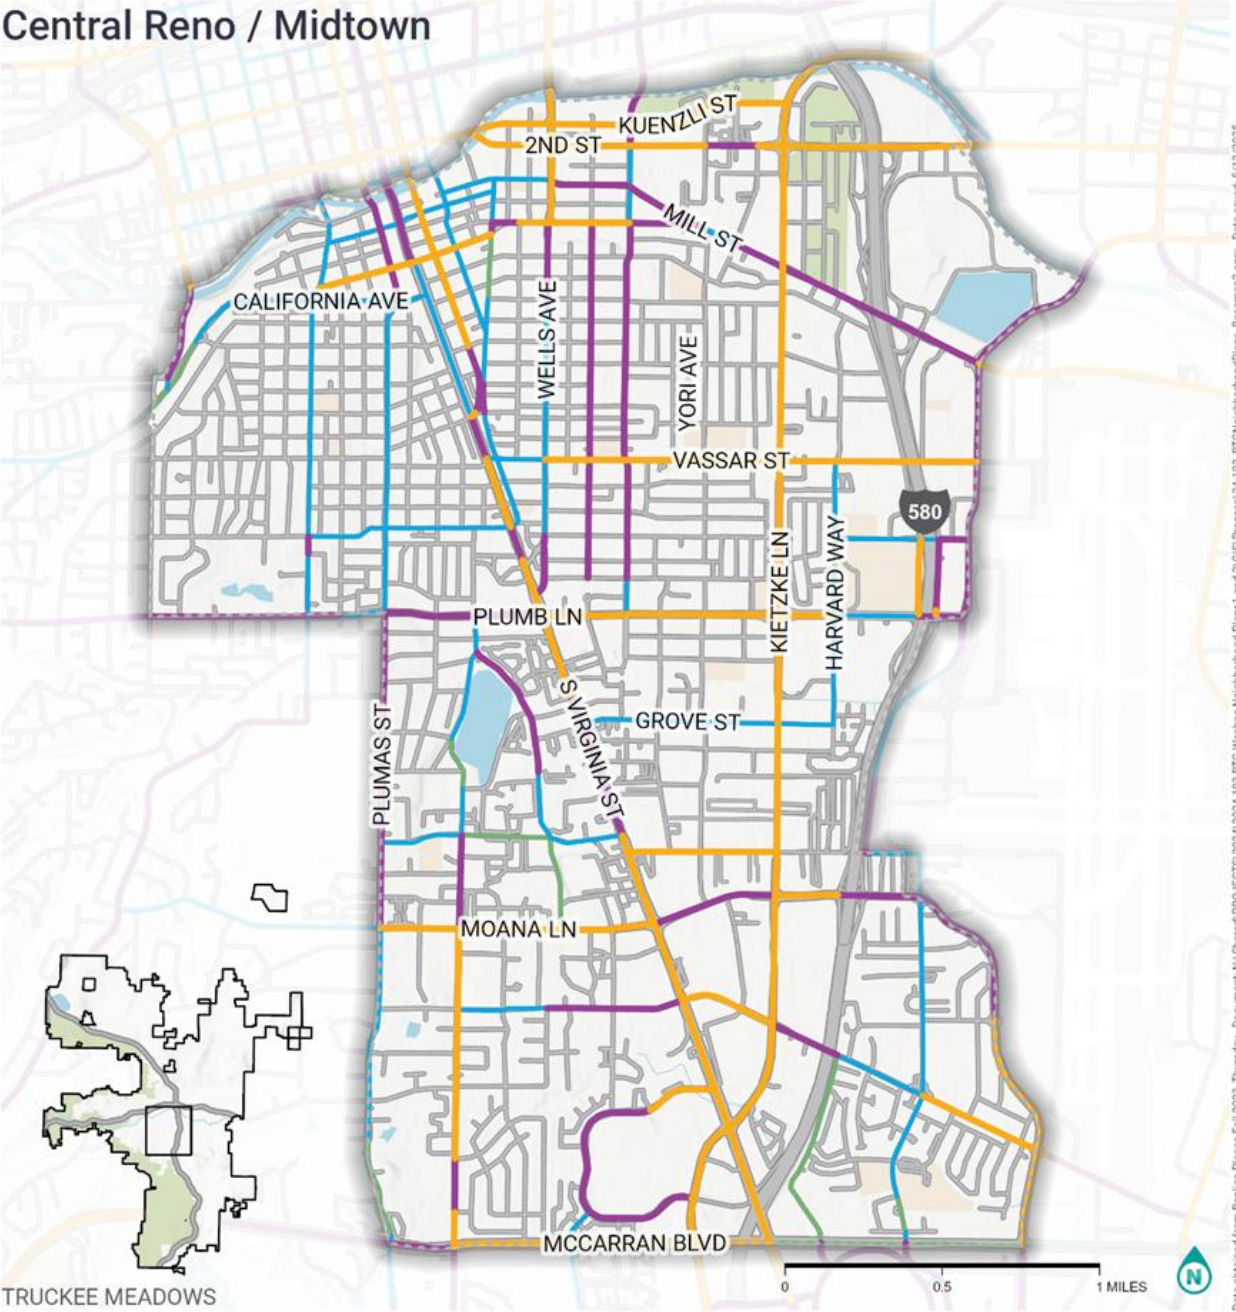 Central Reno / Midtown
KUENZLI ST
2ND ST
MILL ST
CALIFORNIA AVE
WELLS AVE
YORI AVE
VASSAR ST
580
KIETZKE LN
HARVARD WAY
PLUMB LN
S VIRGINIA ST
GROVE ST
PLUMAS ST
MOANA LN
MCCARRAN BLVD
TRUCKEE MEADOWS
0 0.5 1 MILES
N